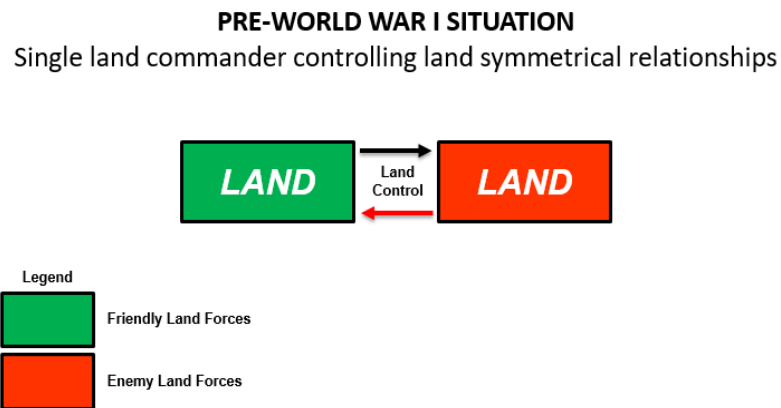 PRE-WORLD WAR I SITUATION
Single land commander controlling land symmetrical relationships
LAND
Land
Control
LAND
Legend
Friendly Land Forces
Enemy Land Forces